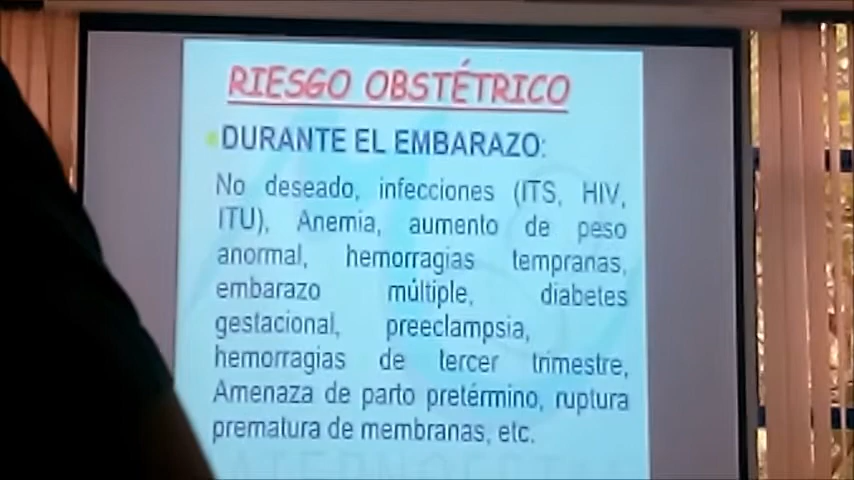 RIESGO OBSTÉTRICO
DURANTE EL EMBARAZO:
No deseado, infecciones (ITS, HIV,
ITU), Anemia, aumento de peso
anormal, hemorragias tempranas,
embarazo múltiple, diabetes
gestacional, preeclampsia,
hemorragias de tercer trimestre,
Amenaza de parto pretérmino, ruptura
prematura de membranas, etc.